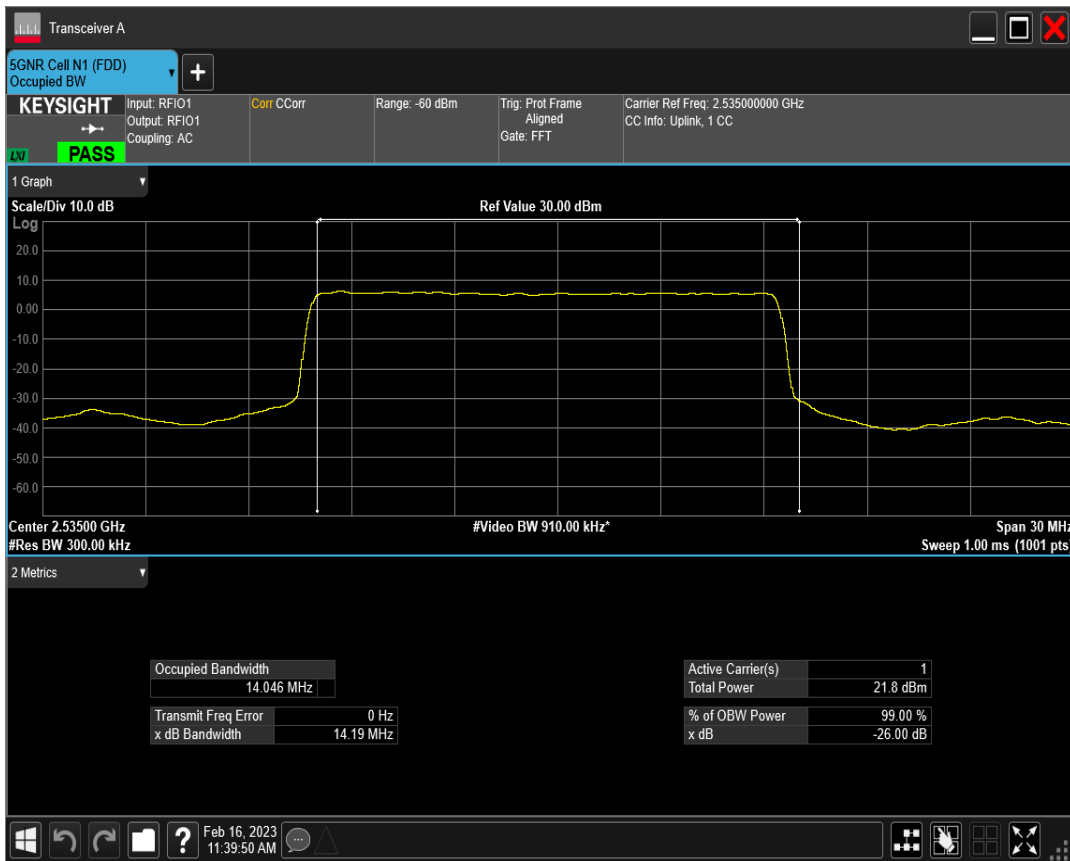 Transceiver A
5GNR Cell N1 (FDD)
Occupied BW
KEYSIGHT
LXI
PASS
Input: RFIO1
Output: RFIO1
Coupling: AC
Corr CCorr
Range: -60 dBm
Trig: Prot Frame
Aligned
Gate: FFT
Carrier Ref Freq: 2.535000000 GHz
CC Info: Uplink, 1 CC
1 Graph
Scale/Div 10.0 dB
Ref Value 30.00 dBm
Log
20.0
10.0
0.00
-10.0
-20.0
-30.0
-40.0
-50.0
-60.0
Center 2.53500 GHz
#Video BW 910.00 kHz*
Span 30 MHz
#Res BW 300.00 kHz
Sweep 1.00 ms (1001 pts)
2 Metrics
Occupied Bandwidth
14.046 MHz
Transmit Freq Error 0 Hz
x dB Bandwidth 14.19 MHz
Active Carrier(s) 1
Total Power 21.8 dBm
% of OBW Power 99.00 %
x dB -26.00 dB
Feb 16, 2023
11:39:50 AM